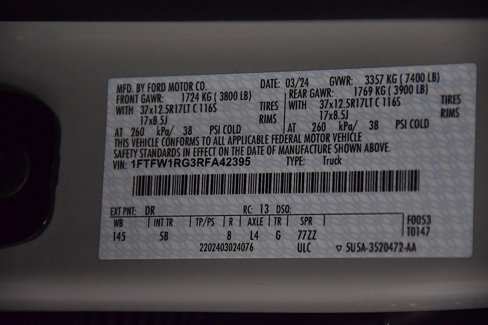 MFD. BY FORD MOTOR CO.
DATE: 03/24 GVWR: 3357 KG ( 7400 LB)
FRONT GAWR: 1724 KG ( 3800 LB)
REAR GAWR: 1769 KG ( 3900 LB)
WITH 37x12.5R17LT C 116S TIRES WITH 37x12.5R17LT C 116S TIRES
17x8.5J RIMS 17x8.5J RIMS
AT 260 kPa/ 38 PSI COLD AT 260 kPa/ 38 PSI COLD
THIS VEHICLE CONFORMS TO ALL APPLICABLE FEDERAL MOTOR VEHICLE
SAFETY STANDARDS IN EFFECT ON THE DATE OF MANUFACTURE SHOWN ABOVE.
VIN: 1FTFW1RG3RFA42395 TYPE: Truck
EXT PNT: DR RC: 13 DSO:
WB INT TR TP/PS R AXLE TR SPR F0053
145 5B 8 L4 G 77ZZ T0147
2202403024076 ULC 5U5A-3520472-AA